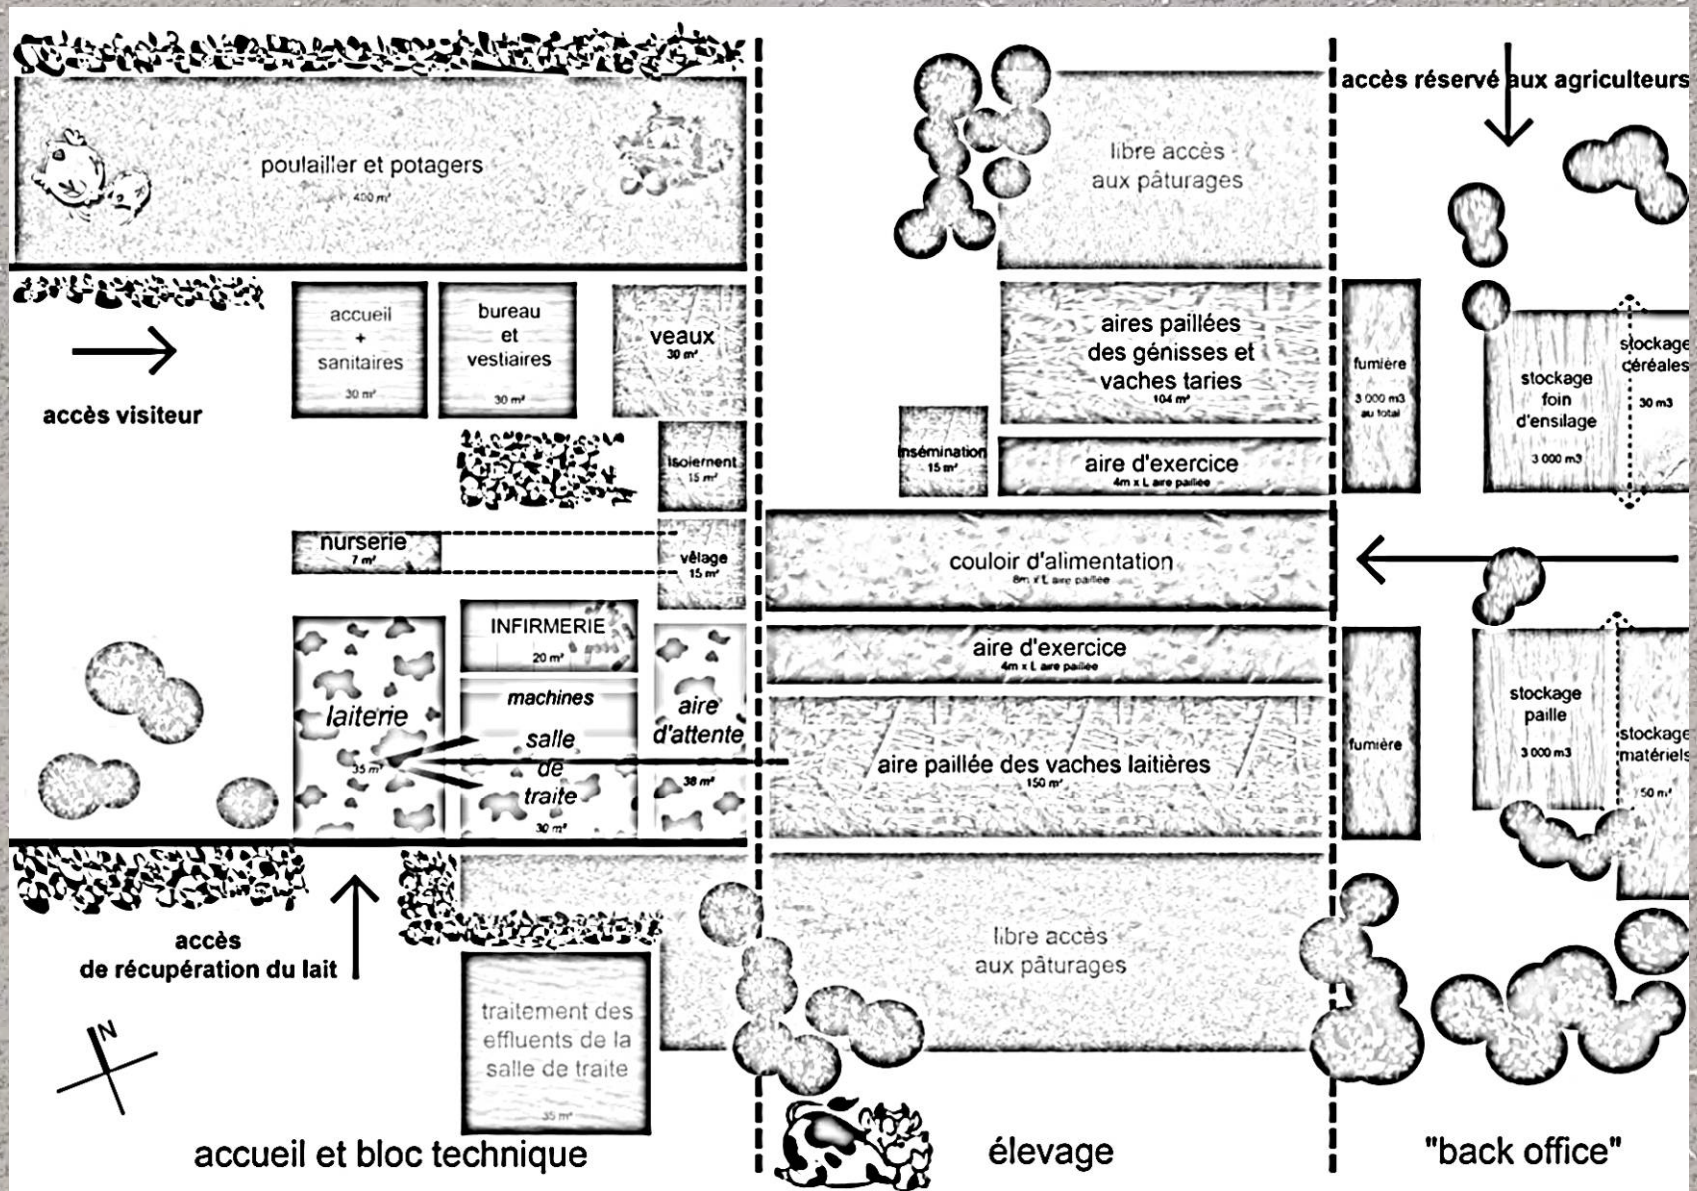 poulailler et potagers
400 m²
accès visiteur
accueil
+
sanitaires
30 m²
bureau
et
vestiaires
30 m²
veaux
30 m²
isolement
15 m²
nurserie
7 m²
vêlage
15 m²
INFIRMERIE
20 m²
laiterie
35 m²
machines
salle
de
traite
30 m²
aire
d'attente
38 m²
accès
de récupération du lait
traitement des
effluents de la
salle de traite
35 m²
N
accueil et bloc technique
libre accès
aux pâturages
aires paillées
des génisses et
vaches taries
104 m²
insémination
15 m²
aire d'exercice
4m x L aire paillée
couloir d'alimentation
8m x L aire paillée
aire d'exercice
4m x L aire paillée
aire paillée des vaches laitières
150 m²
libre accès
aux pâturages
élevage
accès réservé aux agriculteurs
fumière
3 000 m3
au total
stockage
foin
d'ensilage
3 000 m3
stockage
céréales
30 m3
fumière
stockage
paille
3 000 m3
stockage
matériels
50 m²
"back office"